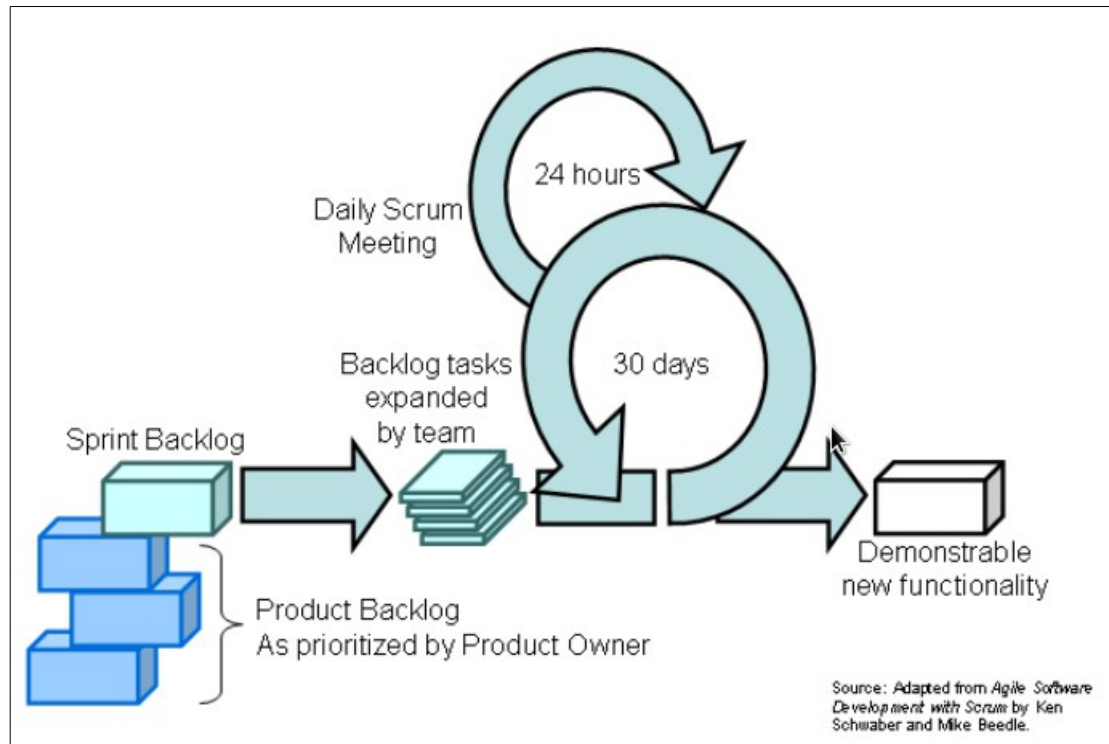 24 hours
Daily Scrum
Meeting
30 days
Backlog tasks
expanded
by team
Sprint Backlog
Demonstrable
new functionality
Product Backlog
As prioritized by Product Owner
Source: Adapted from Agile Software
Development with Scrum by Ken
Schwaber and Mike Beedle.